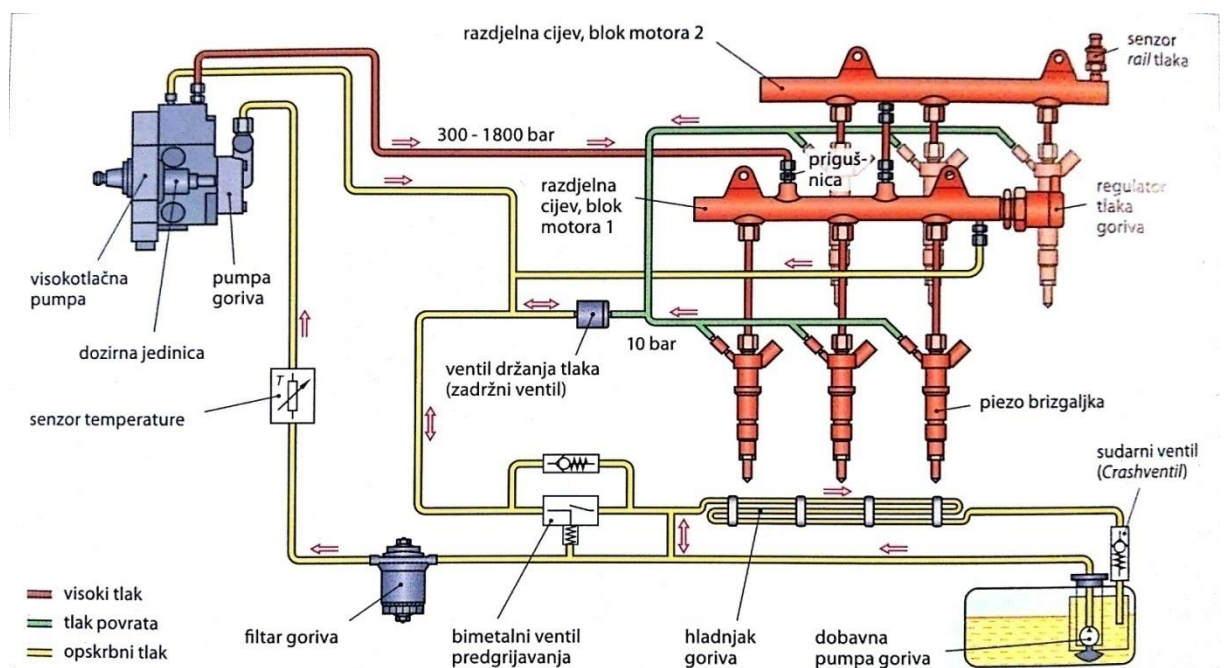 razdjelna cijev, blok motora 2
senzor
rail tlaka
300 - 1800 bar
priguš-
nica
razdjelna
cijev, blok
motora 1
regulator
tlaka
goriva
visokotlačna
pumpa
pumpa
goriva
dozirna jedinica
10 bar
ventil držanja tlaka
(zadržni ventil)
T
senzor temperature
piezo brizgaljka
sudarni ventil
(Crashventil)
visoki tlak
tlak povrata
opskrbni tlak
filtar goriva
bimetalni ventil
predgrijavanja
hladnjak
goriva
dobavna
pumpa goriva